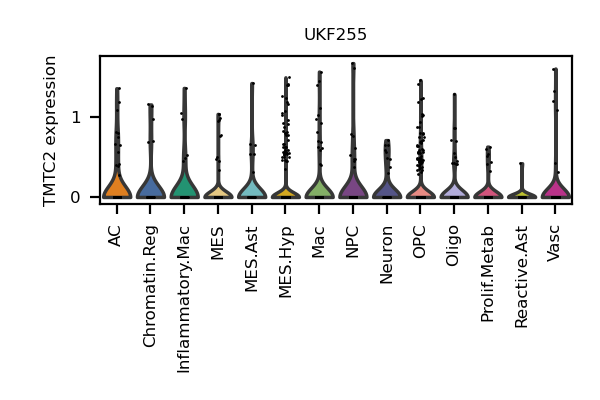 UKF255
TMTC2 expression
1
0
AC
Chromatin.Reg
Inflammatory.Mac
MES
MES.Ast
MES.Hyp
Mac
NPC
Neuron
OPC
Oligo
Prolif.Metab
Reactive.Ast
Vasc